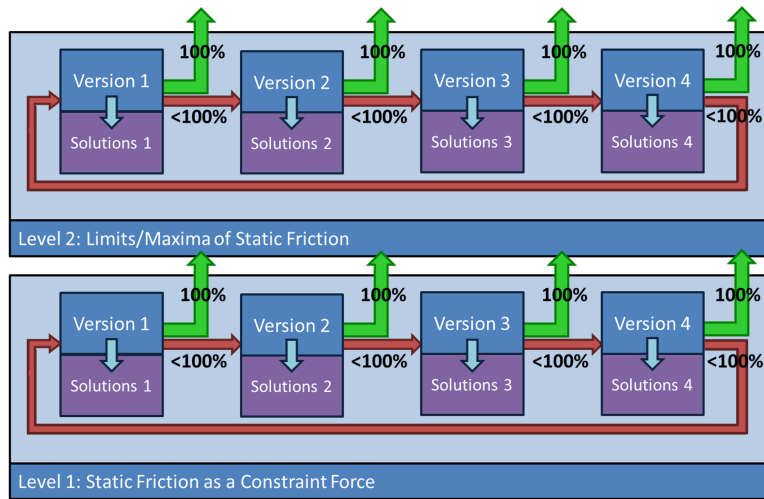 100% 100% 100% 100%
Version 1 Version 2 Version 3 Version 4
<100% <100% <100% <100%
Solutions 1 Solutions 2 Solutions 3 Solutions 4
Level 2: Limits/Maxima of Static Friction
100% 100% 100% 100%
Version 1 Version 2 Version 3 Version 4
<100% <100% <100% <100%
Solutions 1 Solutions 2 Solutions 3 Solutions 4
Level 1: Static Friction as a Constraint Force